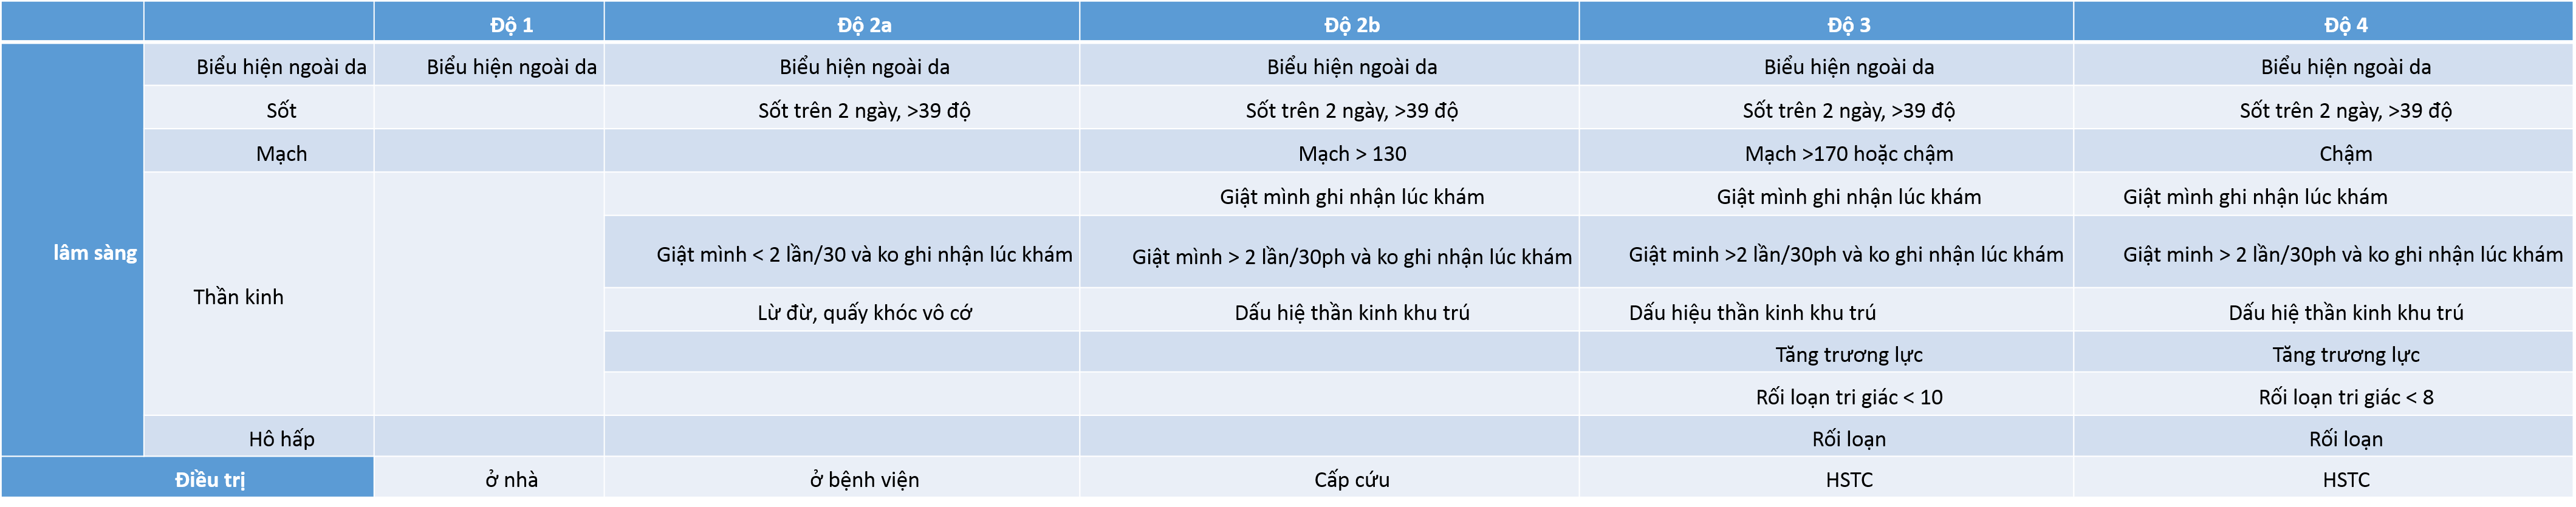 Độ 1 Độ 2a Độ 2b Độ 3 Độ 4
Biểu hiện ngoài da Biểu hiện ngoài da Biểu hiện ngoài da Biểu hiện ngoài da Biểu hiện ngoài da Biểu hiện ngoài da
Sốt Sốt trên 2 ngày, >39 độ Sốt trên 2 ngày, >39 độ Sốt trên 2 ngày, >39 độ Sốt trên 2 ngày, >39 độ
Mạch Mạch > 130 Mạch >170 hoặc chậm Chậm
Giật mình ghi nhận lúc khám Giật mình ghi nhận lúc khám Giật mình ghi nhận lúc khám
lâm sàng Giật mình < 2 lần/30 và ko ghi nhận lúc khám Giật mình > 2 lần/30ph và ko ghi nhận lúc khám Giật minh >2 lần/30ph và ko ghi nhận lúc khám Giật minh > 2 lần/30ph và ko ghi nhận lúc khám
Thần kinh Lừ đừ, quấy khóc vô cớ Dấu hiệ thần kinh khu trú Dấu hiệu thần kinh khu trú Dấu hiệ thần kinh khu trú
Tăng trương lực Tăng trương lực
Rối loạn tri giác < 10 Rối loạn tri giác < 8
Hô hấp Rối loạn Rối loạn
Điều trị ở nhà ở bệnh viện Cấp cứu HSTC HSTC